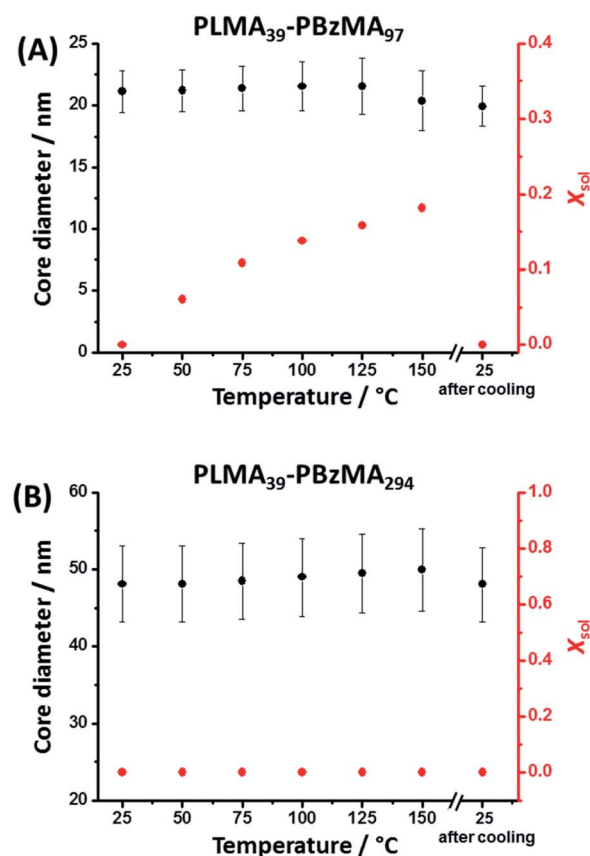 (A)
PLMA39-PBzMA97
25
20
15
10
5
0
Core diameter / nm
0.4
0.3
0.2
0.1
0.0
Xsol
25 50 75 100 125 150 25
after cooling
Temperature / °C
(B)
PLMA39-PBzMA294
60
50
40
30
20
Core diameter / nm
1.0
0.8
0.6
0.4
0.2
0.0
Xsol
25 50 75 100 125 150 25
after cooling
Temperature / °C